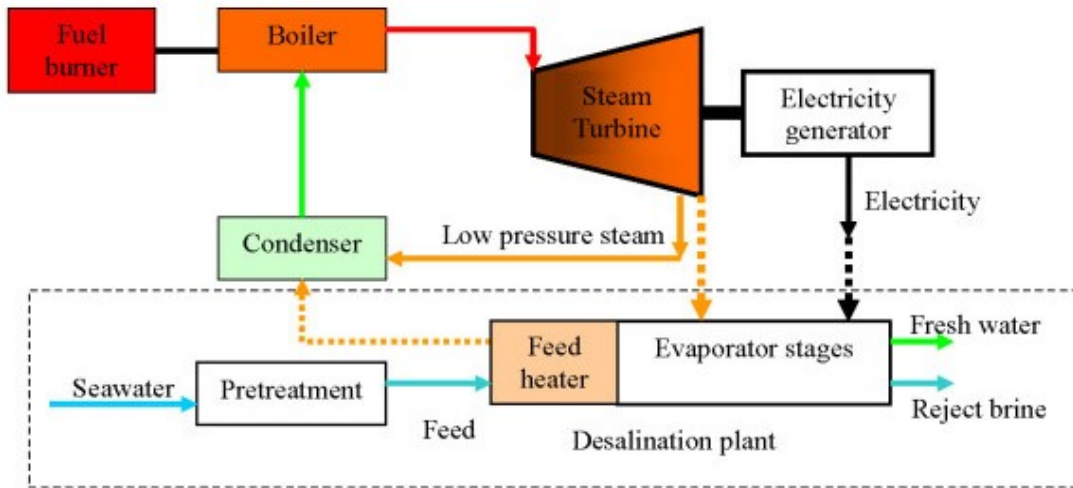 Fuel
burner
Boiler
Steam
Turbine
Electricity
generator
Electricity
Low pressure steam
Condenser
Seawater
Pretreatment
Feed
Feed
heater
Evaporator stages
Fresh water
Reject brine
Desalination plant